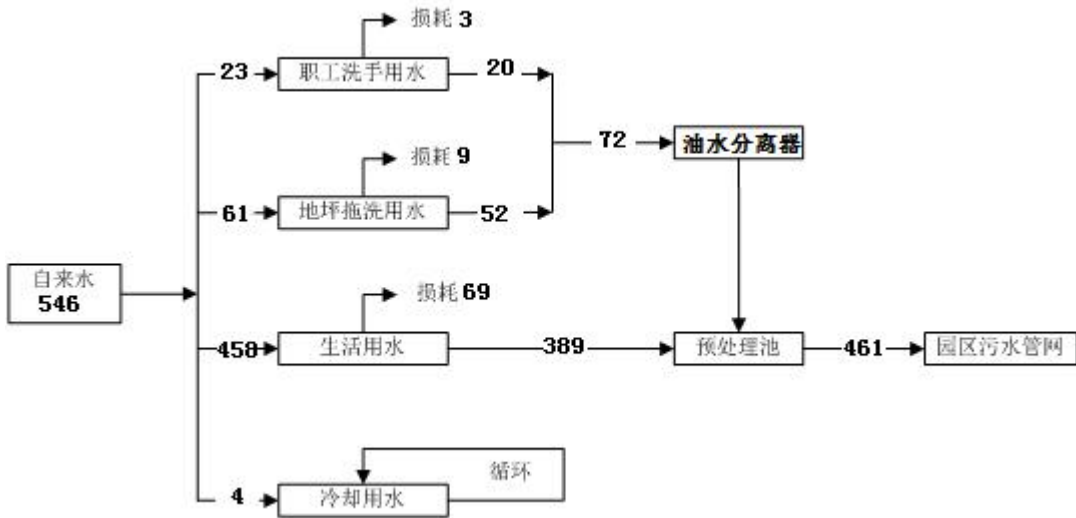 损耗 3
23
职工洗手用水
20
72
油水分离器
损耗 9
61
地坪拖洗用水
52
自来水
546
损耗 69
458
生活用水
389
预处理池
461
园区污水管网
循环
4
冷却用水